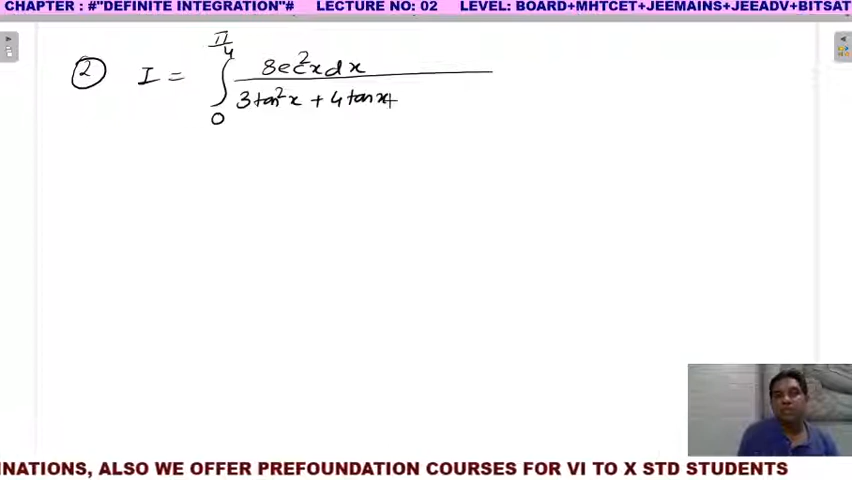 CHAPTER : #"DEFINITE INTEGRATION"# LECTURE NO: 02 LEVEL: BOARD+MHTCET+JEEMAINS+JEEADV+BITSAT
② I = ∫₀^(π/4) sec²x dx / (3tan²x + 4tanx+
INATIONS, ALSO WE OFFER PREFOUNDATION COURSES FOR VI TO X STD STUDENTS